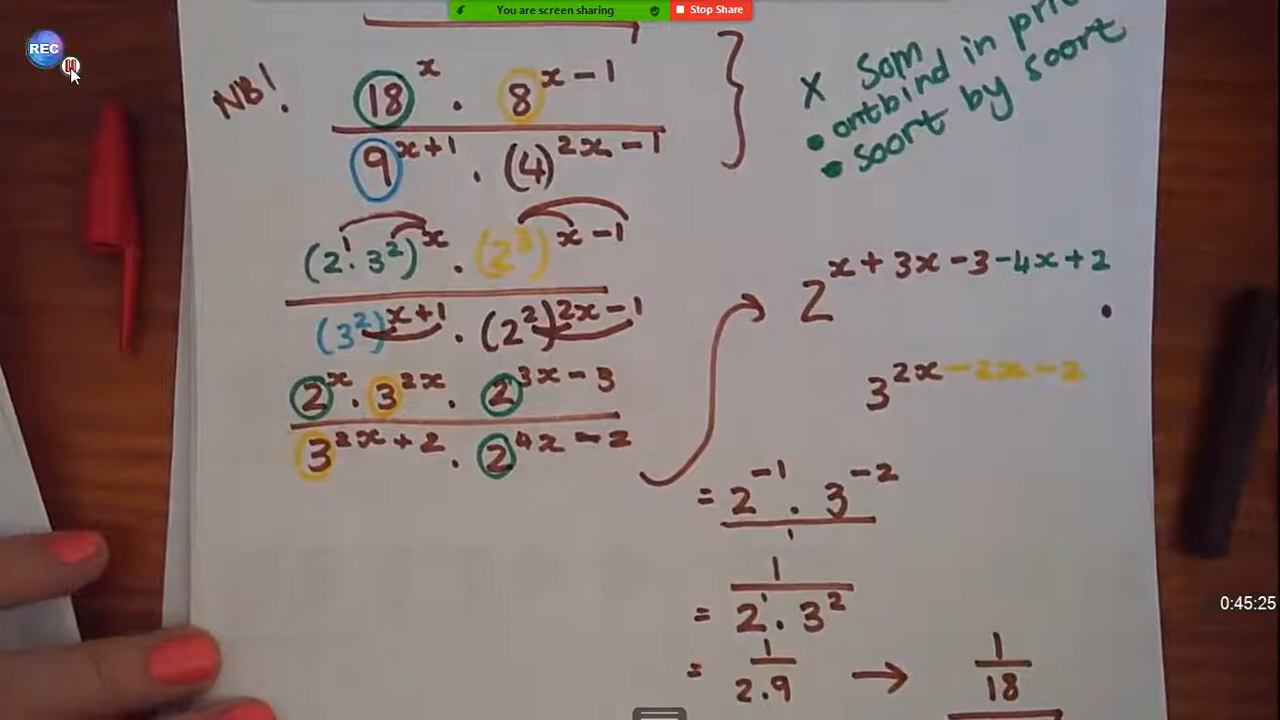 You are screen sharing
Stop Share
REC
NB!
18^x . 8^(x-1)
9^(x+1) . (4)^(2x-1)
(2^1 . 3^2)^x . (2^3)^(x-1)
(3^2)^(x+1) . (2^2)^(2x-1)
2^x . 3^(2x) . 2^(3x-3)
3^(2x+2) . 2^(4x-2)
x Som
• ontbind in
• soort by soort
2^(x+3x-3-4x+2) .
3^(2x-2x-2)
= 2^(-1) . 3^(-2)
1
1
= 2^1 . 3^2
1
= 2.9 →
1
18
0:45:25